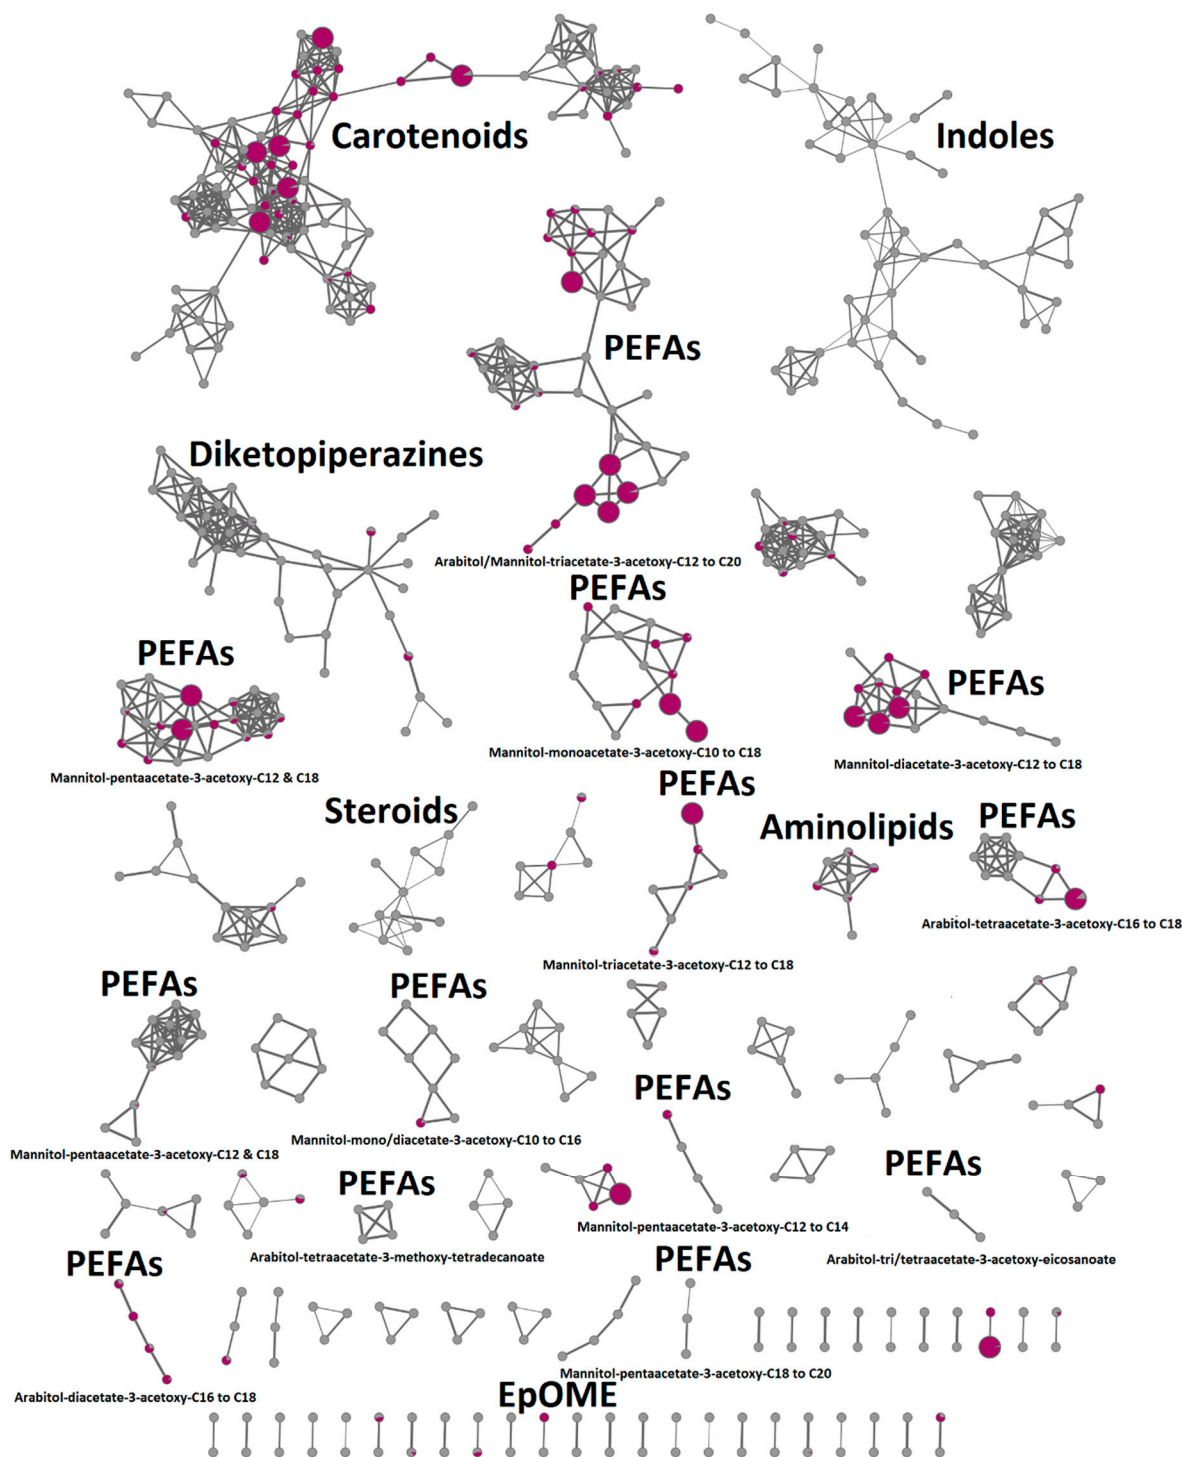 Carotenoids
Indoles
PEFAs
Diketopiperazines
Arabitol/Mannitol-triacetate-3-acetoxy-C12 to C20
PEFAs
PEFAs
PEFAs
Mannitol-monoacetate-3-acetoxy-C10 to C18
Mannitol-diacetate-3-acetoxy-C12 to C18
Mannitol-pentaacetate-3-acetoxy-C12 & C18
PEFAs
Steroids
Aminolipids
PEFAs
Arabitol-tetraacetate-3-acetoxy-C16 to C18
Mannitol-triacetate-3-acetoxy-C12 to C18
PEFAs
PEFAs
PEFAs
Mannitol-mono/diacetate-3-acetoxy-C10 to C16
Mannitol-pentaacetate-3-acetoxy-C12 & C18
PEFAs
PEFAs
Mannitol-pentaacetate-3-acetoxy-C12 to C14
Arabitol-tetraacetate-3-methoxy-tetradecanoate
Arabitol-tri/tetraacetate-3-acetoxy-eicosanoate
PEFAs
PEFAs
Mannitol-pentaacetate-3-acetoxy-C18 to C20
Arabitol-diacetate-3-acetoxy-C16 to C18
EpOME